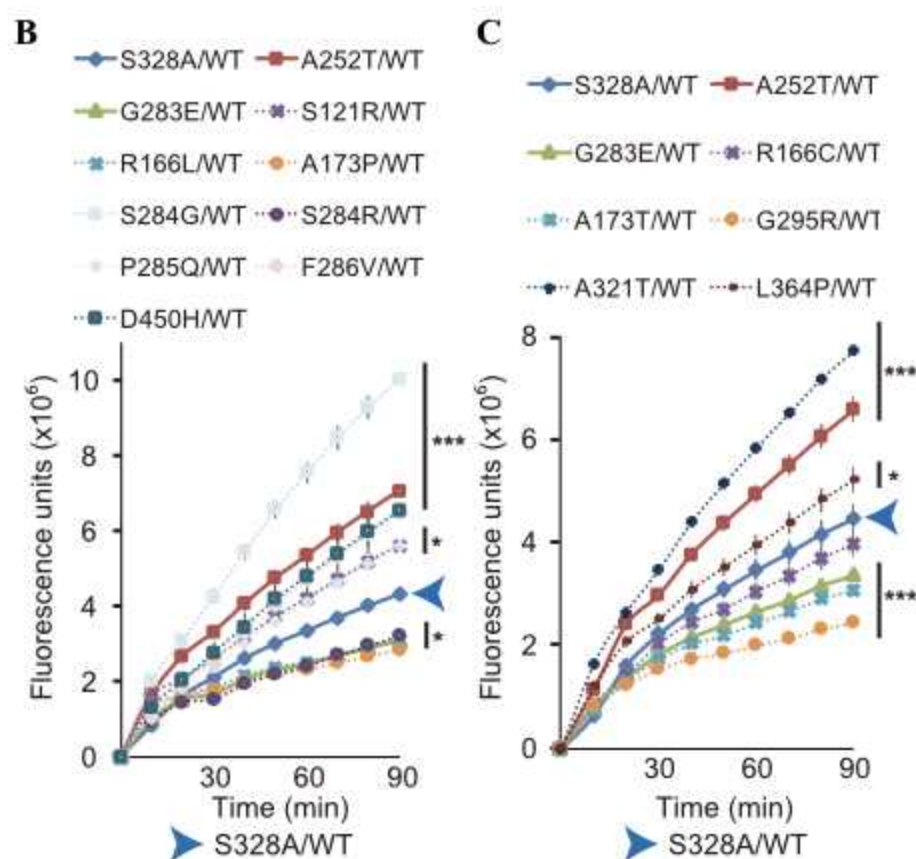 B
S328A/WT A252T/WT
G283E/WT S121R/WT
R166L/WT A173P/WT
S284G/WT S284R/WT
P285Q/WT F286V/WT
D450H/WT
Fluorescence units (x10⁶)
10
8
6
4
2
0
***
*
*
30 60 90
Time (min)
S328A/WT
C
S328A/WT A252T/WT
G283E/WT R166C/WT
A173T/WT G295R/WT
A321T/WT L364P/WT
Fluorescence units (x10⁶)
8
6
4
2
0
***
*
***
30 60 90
Time (min)
S328A/WT